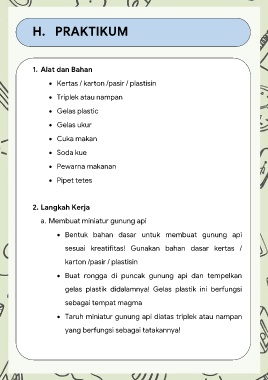 H. PRAKTIKUM
1. Alat dan Bahan
• Kertas / karton /pasir / plastisin
• Triplek atau nampan
• Gelas plastic
• Gelas ukur
• Cuka makan
• Soda kue
• Pewarna makanan
• Pipet tetes
2. Langkah Kerja
a. Membuat miniatur gunung api
• Bentuk bahan dasar untuk membuat gunung api
sesuai kreatifitas! Gunakan bahan dasar kertas /
karton /pasir / plastisin
• Buat rongga di puncak gunung api dan tempelkan
gelas plastik didalamnya! Gelas plastik ini berfungsi
sebagai tempat magma
• Taruh miniatur gunung api diatas triplek atau nampan
yang berfungsi sebagai tatakannya!